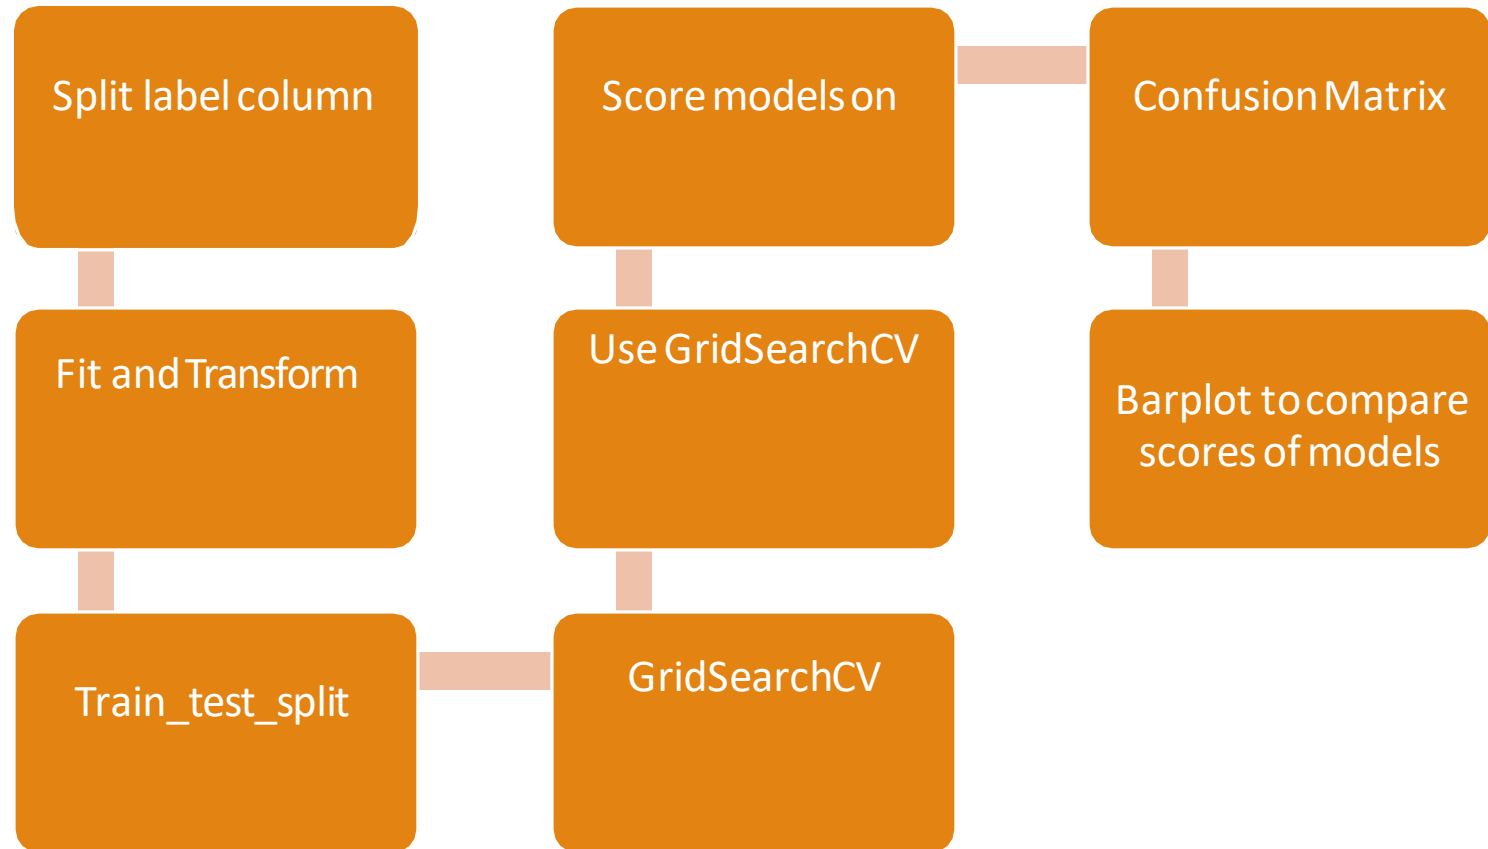 Split label column
Fit and Transform
Train_test_split
GridSearchCV
Use GridSearchCV
Score models on
Confusion Matrix
Barplot to compare
scores of models